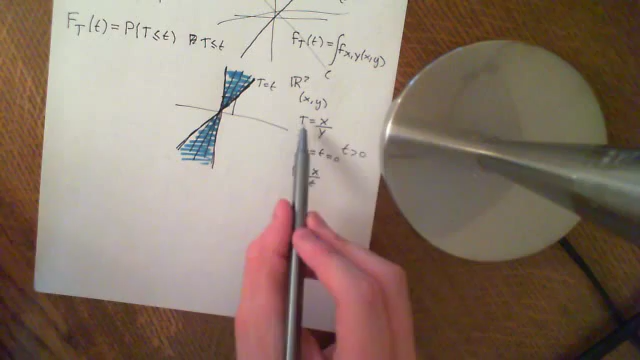 F_T(t) = P(T≤t) T≤t
f_T(t) = ∫f_{x,y}(x,y)
c
T=t
ℝ²
(x,y)
T = x/y
= t t>0
x/t